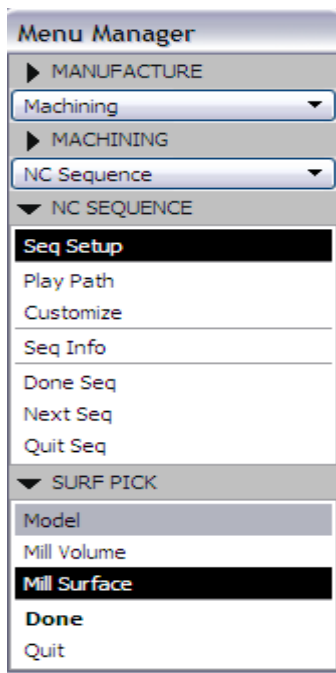 Menu Manager
MANUFACTURE
Machining
MACHINING
NC Sequence
NC SEQUENCE
Seq Setup
Play Path
Customize
Seq Info
Done Seq
Next Seq
Quit Seq
SURF PICK
Model
Mill Volume
Mill Surface
Done
Quit